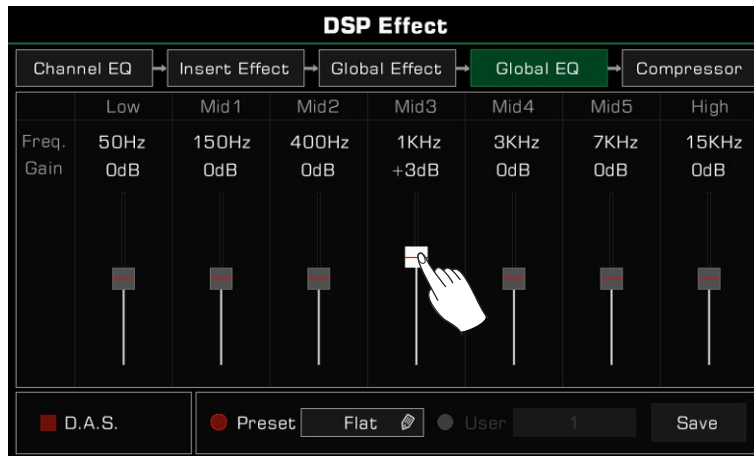 DSP Effect
Channel EQ Insert Effect Global Effect Global EQ Compressor
Low Mid1 Mid2 Mid3 Mid4 Mid5 High
Freq. 50Hz 150Hz 400Hz 1KHz 3KHz 7KHz 15KHz
Gain 0dB 0dB 0dB +3dB 0dB 0dB 0dB
D.A.S. Preset Flat User 1 Save